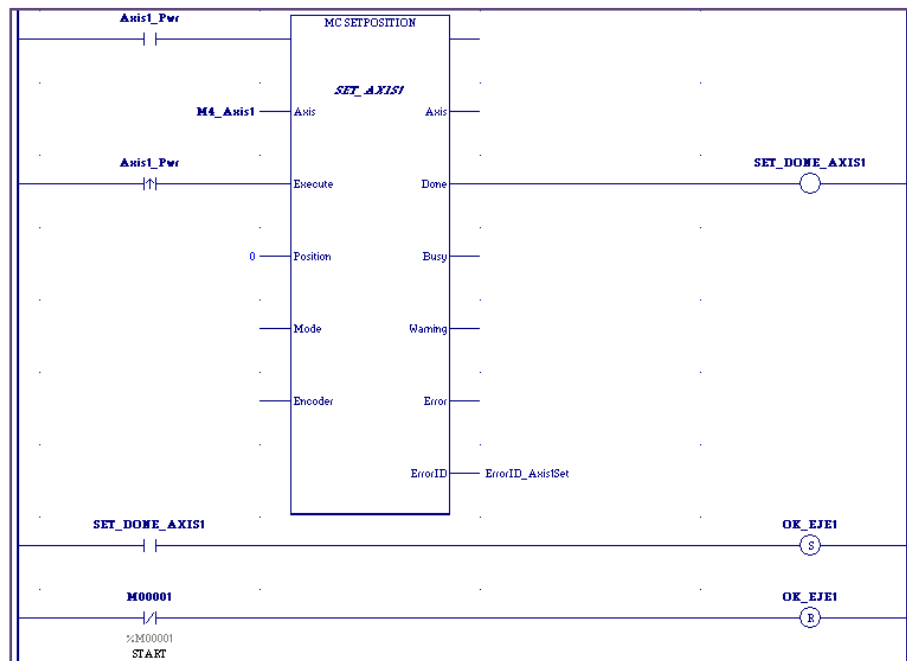 Axis1_Pwr
MC SETPOSITION
SET_AXIS1
M4_Axis1 Axis Axis
Axis1_Pwr SET_DONE_AXIS1
Execute Done
0 Position Busy
Mode Warning
Encoder Error
ErrorID ErrorID_Axis1Set
SET_DONE_AXIS1 OK_EJE1
S
M00001 OK_EJE1
R
%M00001
START